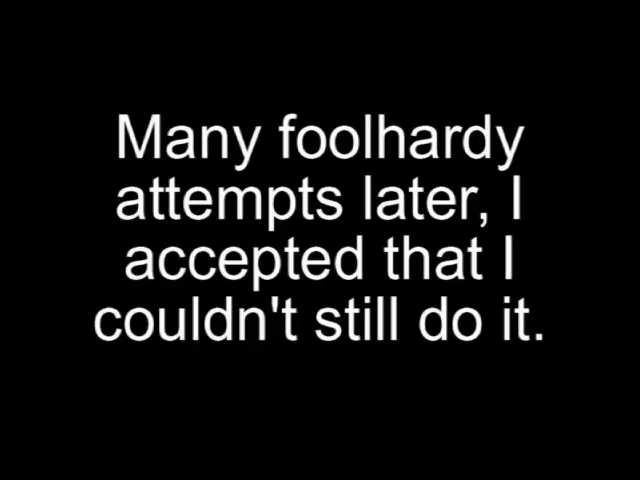 Many foolhardy
attempts later, I
accepted that I
couldn't still do it.